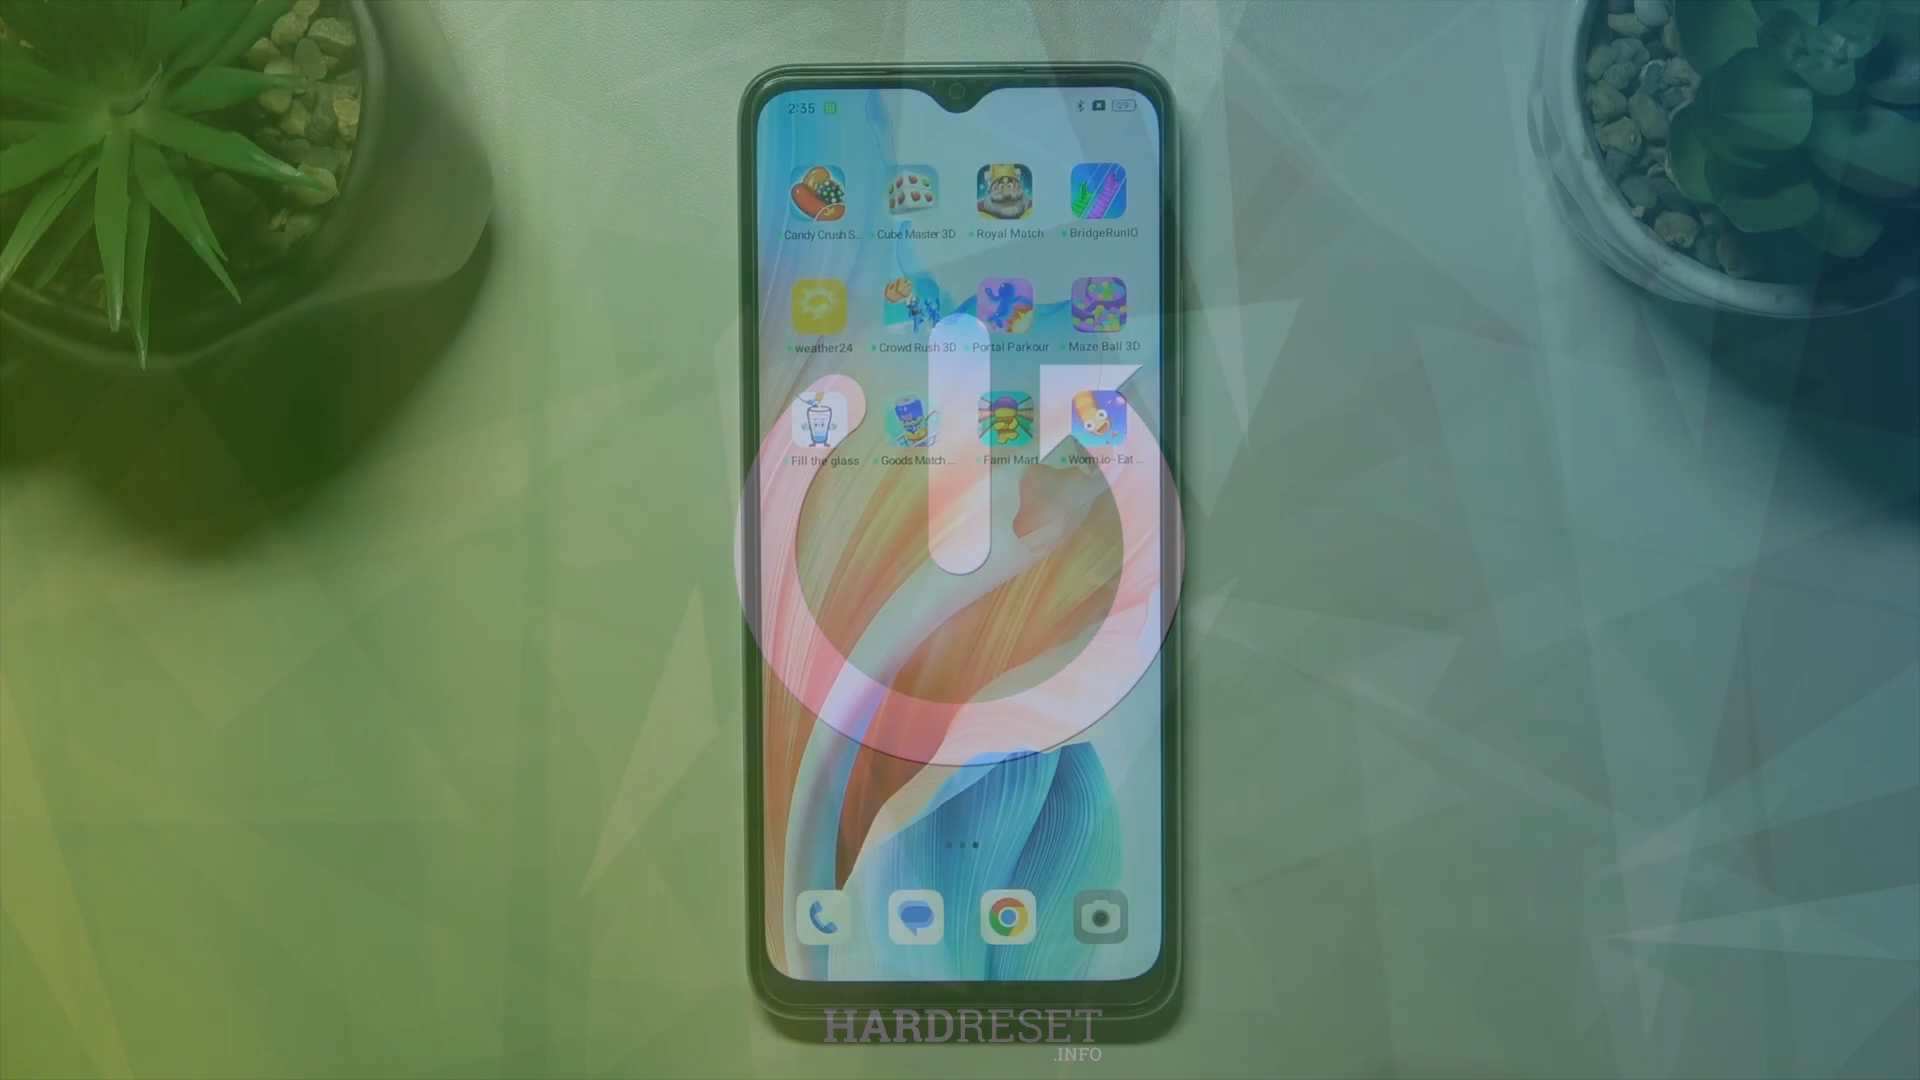 2:35
29
Candy Crush S... Cube Master 3D Royal Match BridgeRunIO
weather24 Crowd Rush 3D Portal Parkour Maze Ball 3D
Fill the glass Goods Match ... Fami Mart Worm.io - Eat ...
HARDRESET
.INFO